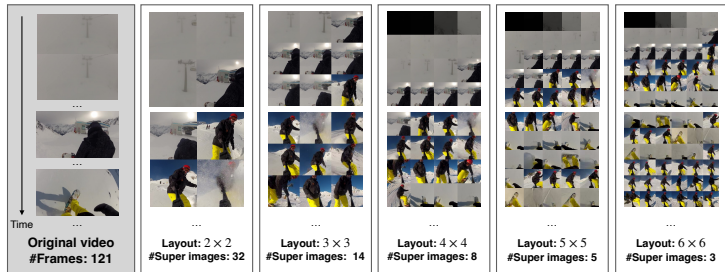 ...
...
Time
Original video
#Frames: 121
...
Layout: 2 × 2
#Super images: 32
...
Layout: 3 × 3
#Super images: 14
...
Layout: 4 × 4
#Super images: 8
...
Layout: 5 × 5
#Super images: 5
...
Layout: 6 × 6
#Super images: 3